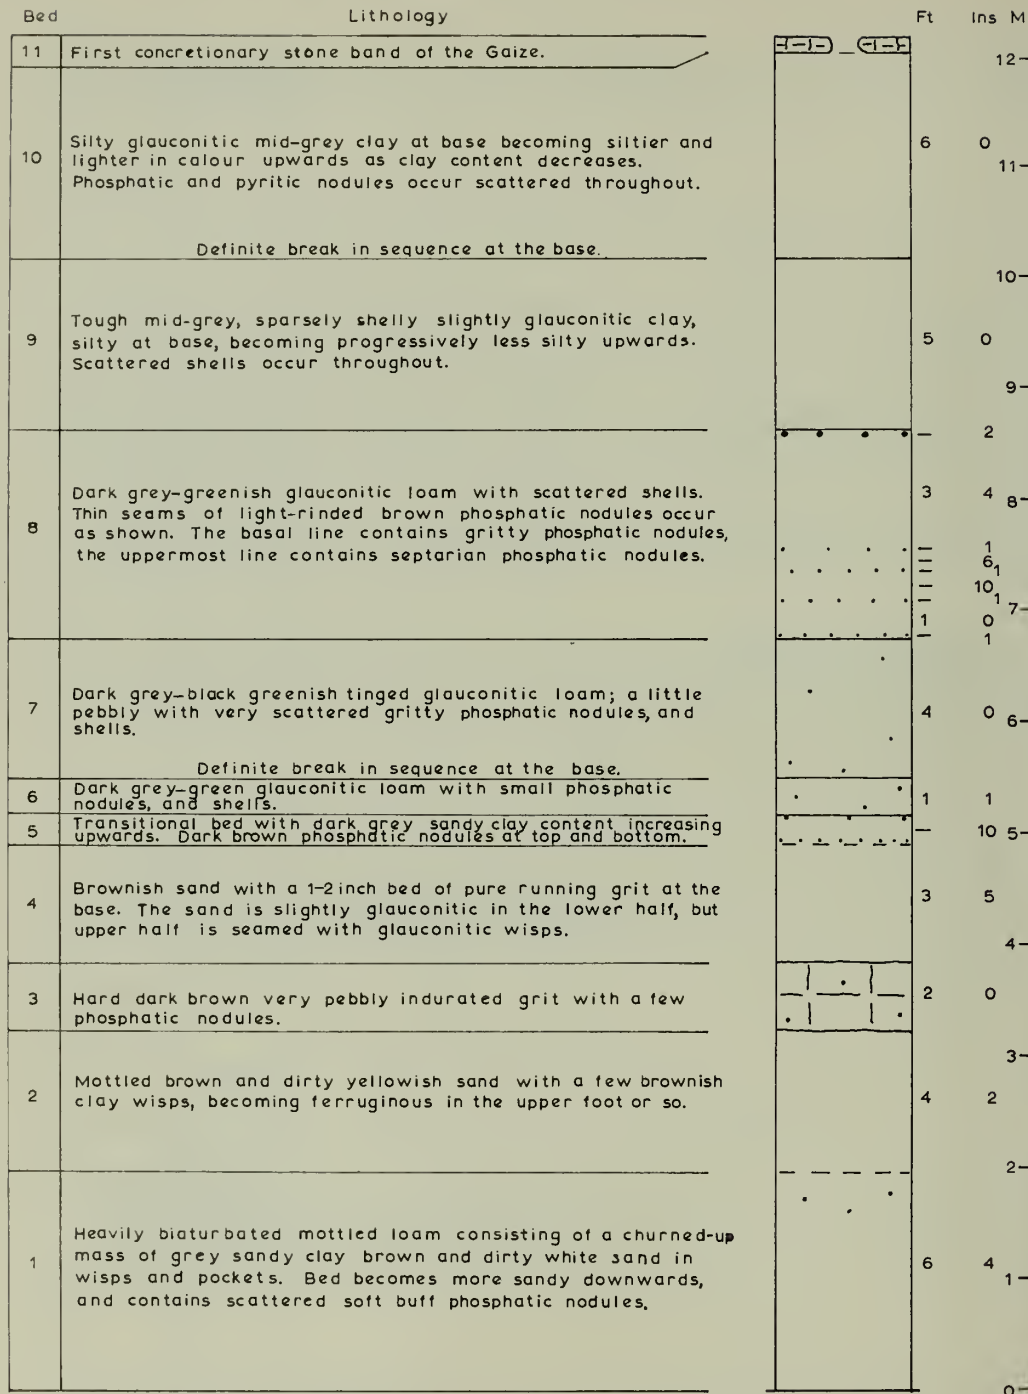 Bed Lithology Ft Ins M
11 First concretionary stone band of the Gaize.
12
10 Silty glauconitic mid-grey clay at base becoming siltier and
lighter in calour upwards as clay content decreases.
Phosphatic and pyritic nodules occur scattered throughout.
6 0
11
Definite break in sequence at the base.
10
9 Tough mid-grey, sparsely shelly slightly glauconitic clay,
silty at base, becoming progressively less silty upwards.
Scattered shells occur throughout.
5 0
9
— 2
8 Dark grey-greenish glauconitic loam with scattered shells.
Thin seams of light-rinded brown phosphatic nodules occur
as shown. The basal line contains gritty phosphatic nodules,
the uppermost line contains septarian phosphatic nodules.
3 4
8
— 1
— 6
— 1
— 10
— 1
7
1 0
— 1
7 Dark grey-black greenish tinged glauconitic loam; a little
pebbly with very scattered gritty phosphatic nodules, and
shells.
4 0
6
Definite break in sequence at the base.
6 Dark grey-green glauconitic loam with small phosphatic
nodules, and shells.
1 1
5 Transitional bed with dark grey sandy clay content increasing
upwards. Dark brown phosphatic nodules at top and bottom.
— 10
5
4 Brownish sand with a 1-2 inch bed of pure running grit at the
base. The sand is slightly glauconitic in the lower half, but
upper half is seamed with glauconitic wisps.
3 5
4
3 Hard dark brown very pebbly indurated grit with a few
phosphatic nodules.
2 0
3
2 Mottled brown and dirty yellowish sand with a few brownish
clay wisps, becoming ferruginous in the upper foot or so.
4 2
2
1 Heavily biaturbated mottled loam consisting of a churned-up
mass of grey sandy clay brown and dirty white sand in
wisps and pockets. Bed becomes more sandy downwards,
and contains scattered soft buff phosphatic nodules.
6 4
1
0